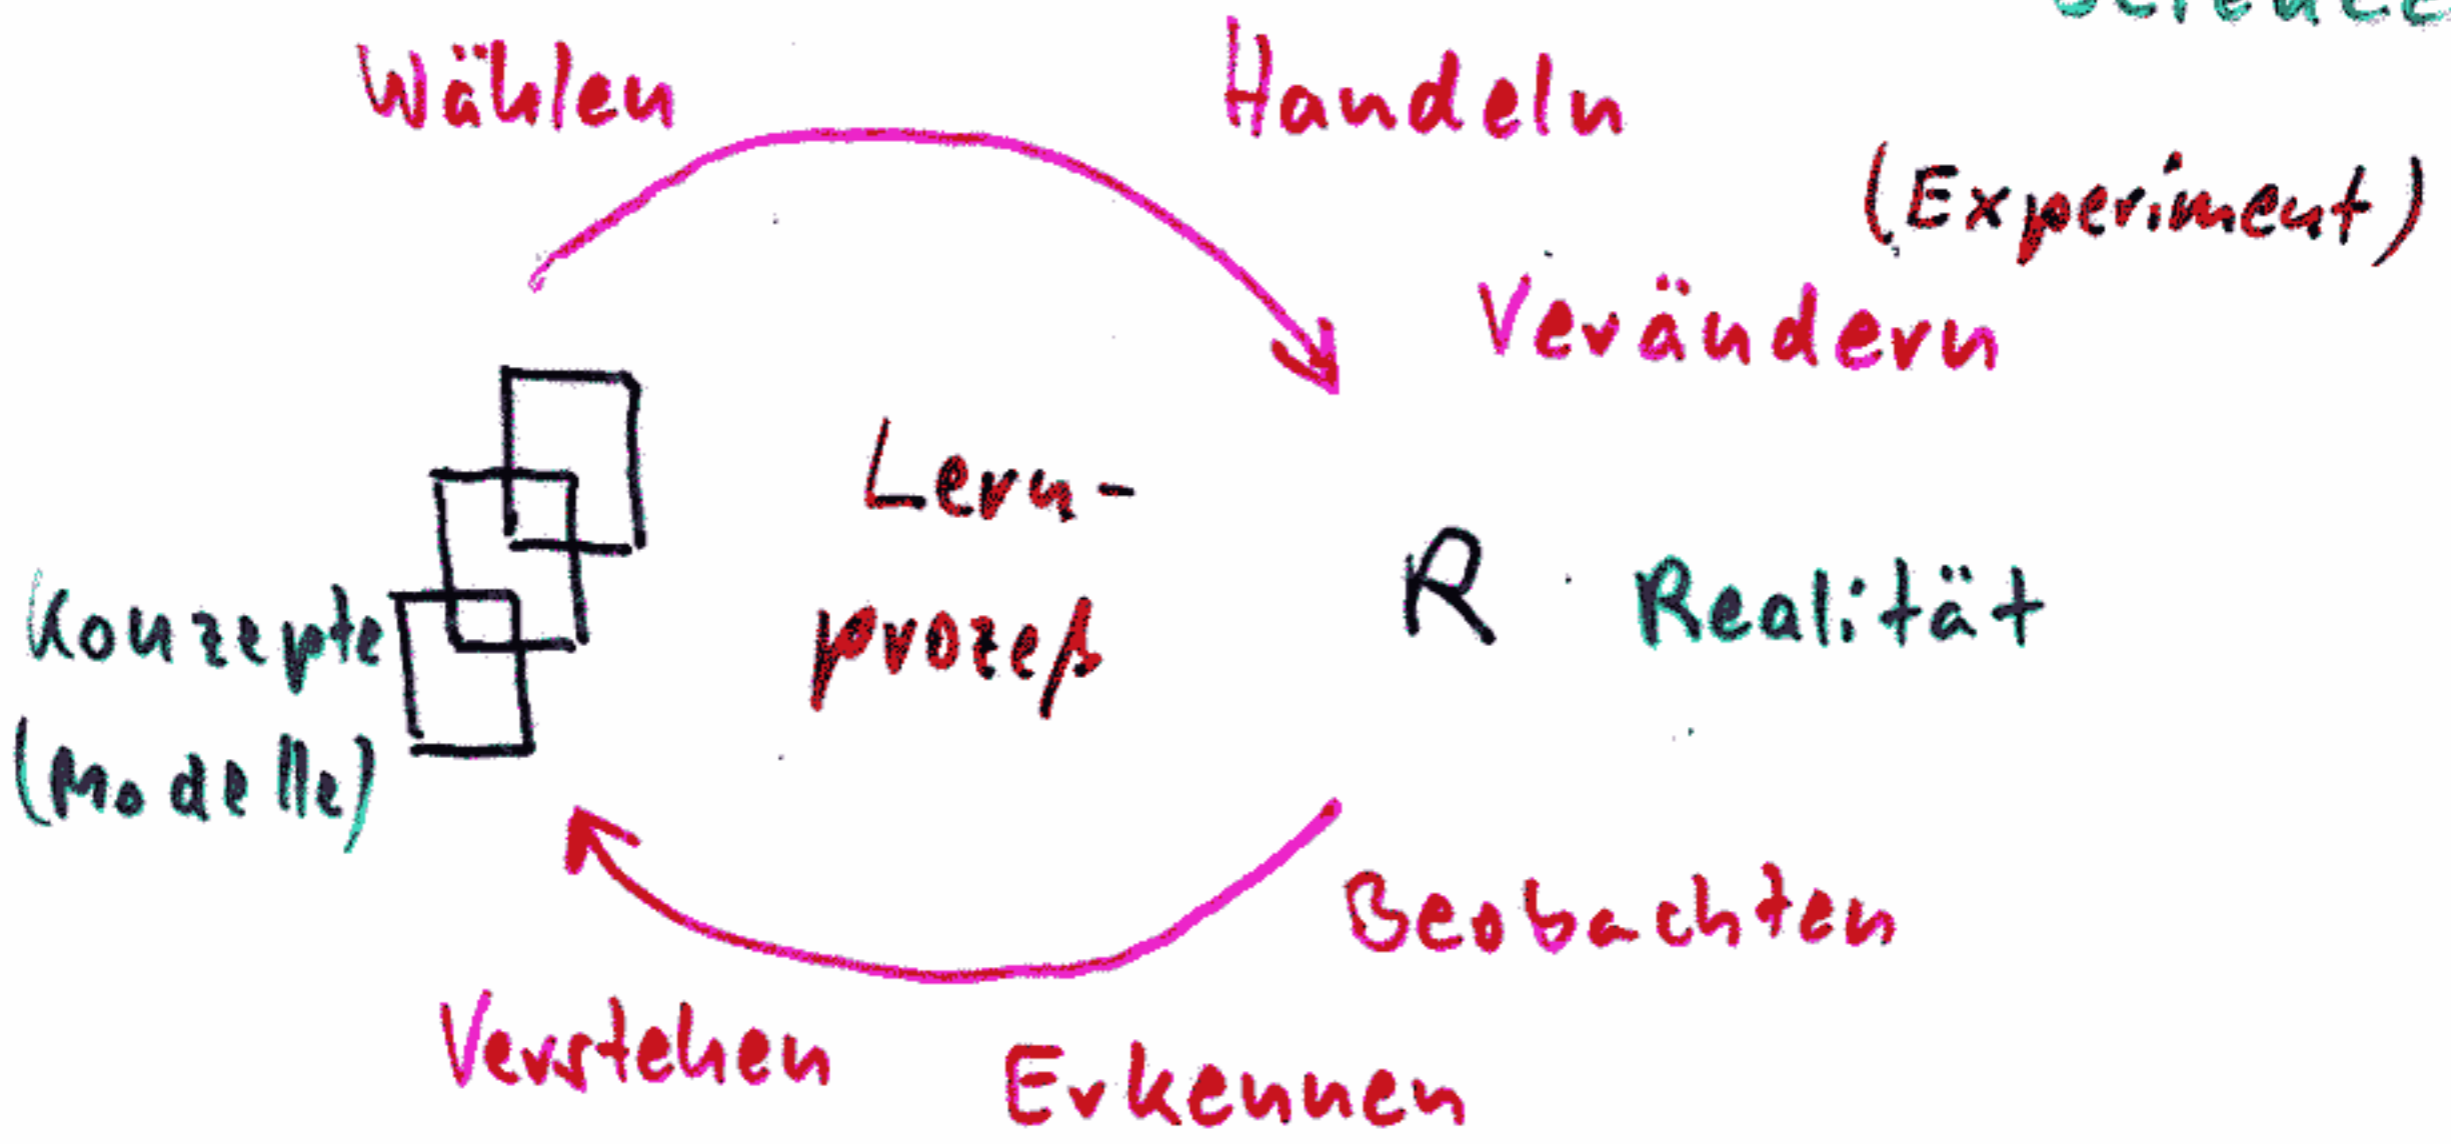 Wählen
Handeln
(Experiment)
Verändern
Lern-
prozeß
R Realität
Konzepte
(Modelle)
Beobachten
Verstehen
Erkennen